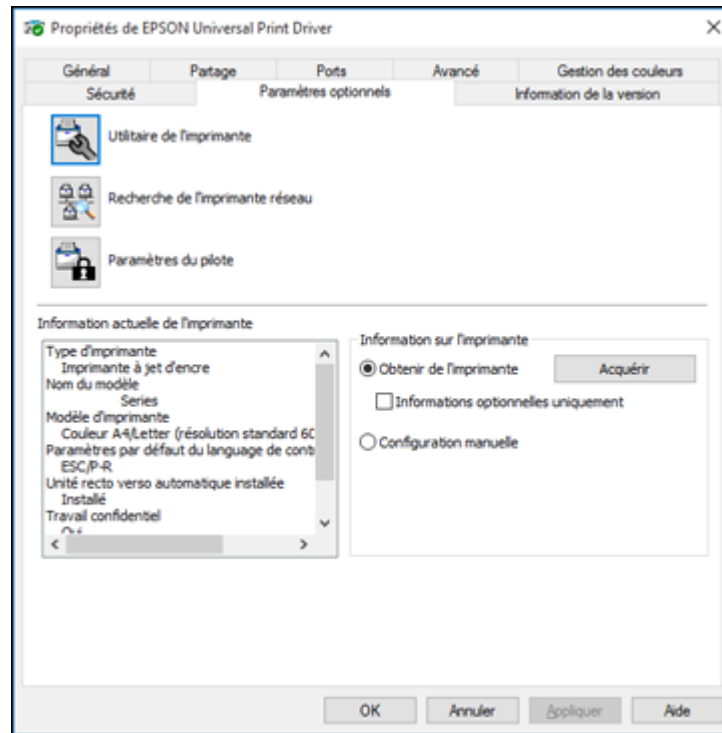 Propriétés de EPSON Universal Print Driver
Général Partage Ports Avancé Gestion des couleurs
Sécurité Paramètres optionnels Information de la version
Utilitaire de l'imprimante
Recherche de l'imprimante réseau
Paramètres du pilote
Information actuelle de l'imprimante
Type d'imprimante
Imprimante à jet d'encre
Nom du modèle
Series
Modèle d'imprimante
Couleur A4/Letter (résolution standard 60
Paramètres par défaut du language de cont
ESC/P-R
Unité recto verso automatique installée
Installé
Travail confidentiel
Oui
Information sur l'imprimante
Obtenir de l'imprimante Acquérir
Informations optionnelles uniquement
Configuration manuelle
OK Annuler Appliquer Aide